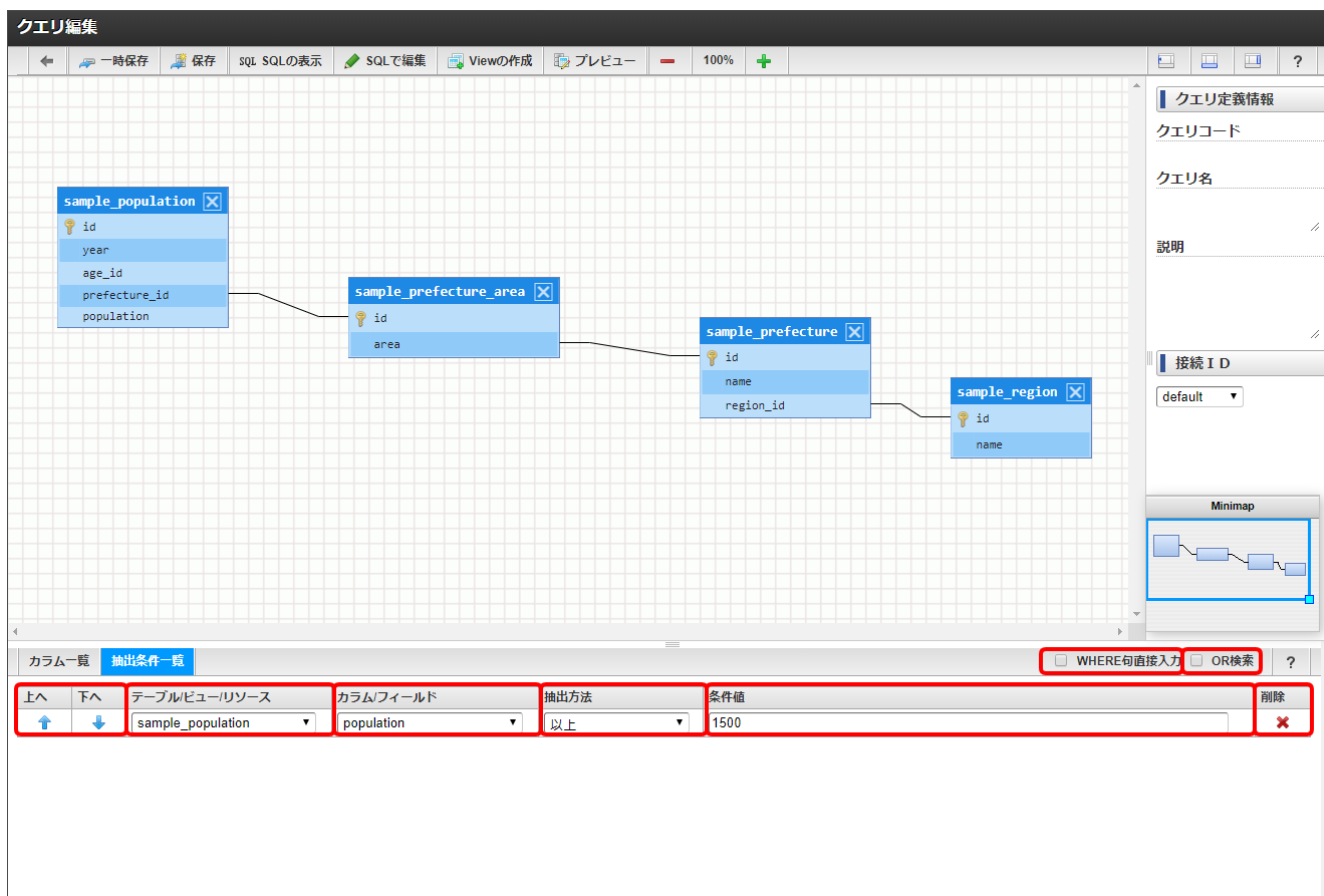 クエリ編集
一時保存 保存 SQL SQLの表示 SQLで編集 Viewの作成 プレビュー 100% ?
クエリ定義情報
クエリコード
クエリ名
説明
接続ＩＤ
default
sample_population
id
year
age_id
prefecture_id
population
sample_prefecture_area
id
area
sample_prefecture
id
name
region_id
sample_region
id
name
Minimap
カラム一覧 抽出条件一覧 WHERE句直接入力 OR検索 ?
上へ 下へ テーブル/ビュー/リソース カラム/フィールド 抽出方法 条件値 削除
sample_population population 以上 1500